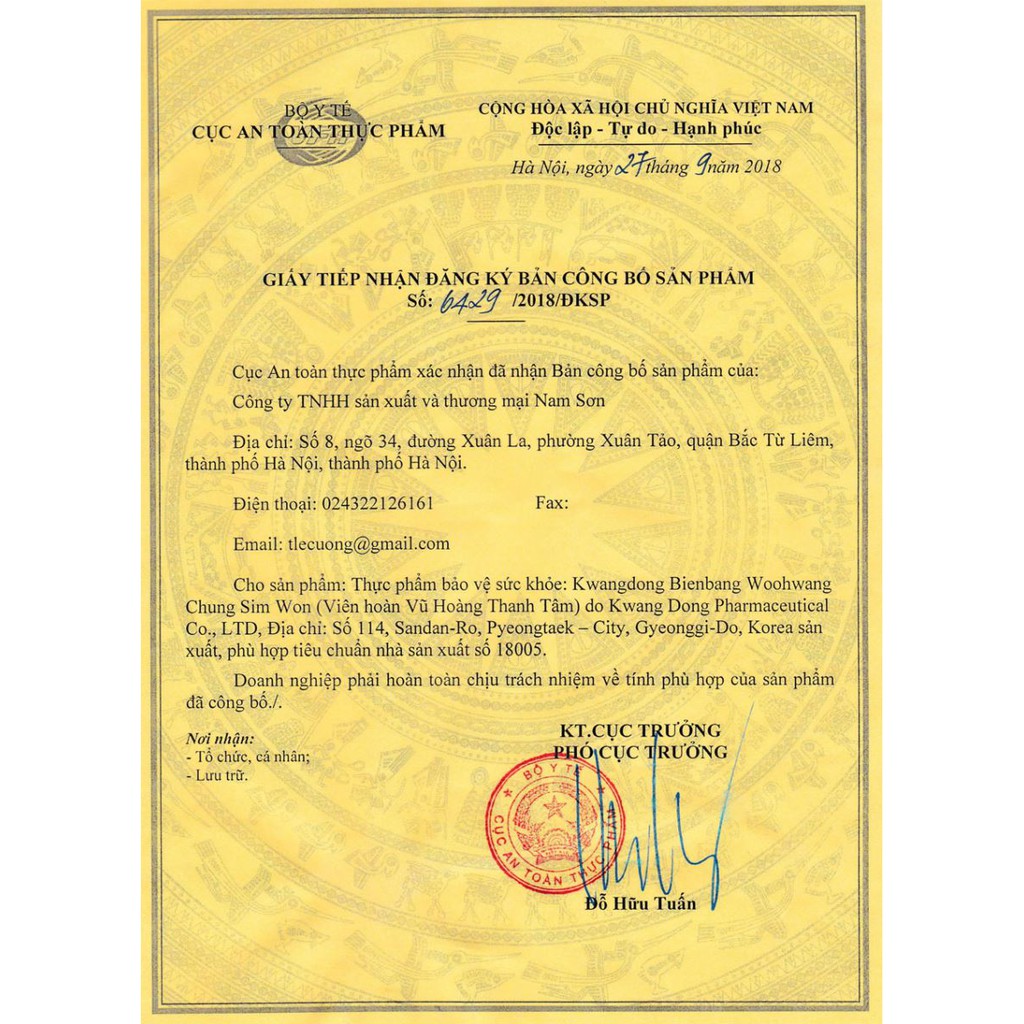 BỘ Y TẾ
CỤC AN TOÀN THỰC PHẨM
CỘNG HÒA XÃ HỘI CHỦ NGHĨA VIỆT NAM
Độc lập - Tự do - Hạnh phúc
Hà Nội, ngày 27 tháng 9 năm 2018
GIẤY TIẾP NHẬN ĐĂNG KÝ BẢN CÔNG BỐ SẢN PHẨM
Số: 6429 /2018/ĐKSP
Cục An toàn thực phẩm xác nhận đã nhận Bản công bố sản phẩm của:
Công ty TNHH sản xuất và thương mại Nam Sơn
Địa chỉ: Số 8, ngõ 34, đường Xuân La, phường Xuân Tảo, quận Bắc Từ Liêm,
thành phố Hà Nội, thành phố Hà Nội.
Điện thoại: 024322126161 Fax:
Email: tlecuong@gmail.com
Cho sản phẩm: Thực phẩm bảo vệ sức khỏe: Kwangdong Bienbang Woohwang
Chung Sim Won (Viên hoàn Vũ Hoàng Thanh Tâm) do Kwang Dong Pharmaceutical
Co., LTD, Địa chỉ: Số 114, Sandan-Ro, Pyeongtaek – City, Gyeonggi-Do, Korea sản
xuất, phù hợp tiêu chuẩn nhà sản xuất số 18005.
Doanh nghiệp phải hoàn toàn chịu trách nhiệm về tính phù hợp của sản phẩm
đã công bố./.
Nơi nhận:
- Tổ chức, cá nhân;
- Lưu trữ.
KT.CỤC TRƯỞNG
PHÓ CỤC TRƯỞNG
BỘ Y TẾ
CỤC AN TOÀN THỰC PHẨM
Đỗ Hữu Tuấn